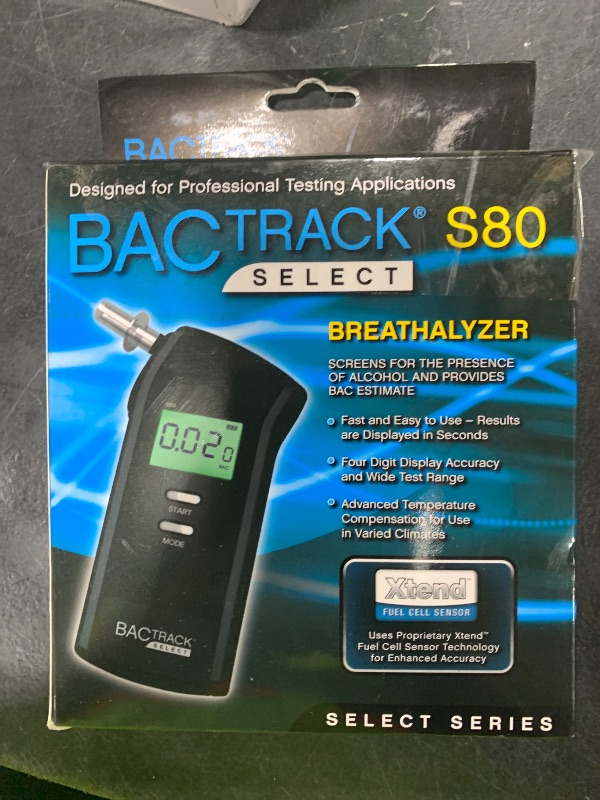 BACTRACK
Designed for Professional Testing Applications
BACTRACK® S80
SELECT
BREATHALYZER
SCREENS FOR THE PRESENCE
OF ALCOHOL AND PROVIDES
BAC ESTIMATE
Fast and Easy to Use – Results
are Displayed in Seconds
Four Digit Display Accuracy
and Wide Test Range
Advanced Temperature
Compensation for Use
in Varied Climates
0.020
BAC
START
MODE
BACTRACK
SELECT
Xtend™
FUEL CELL SENSOR
Uses Proprietary Xtend™
Fuel Cell Sensor Technology
for Enhanced Accuracy
SELECT SERIES